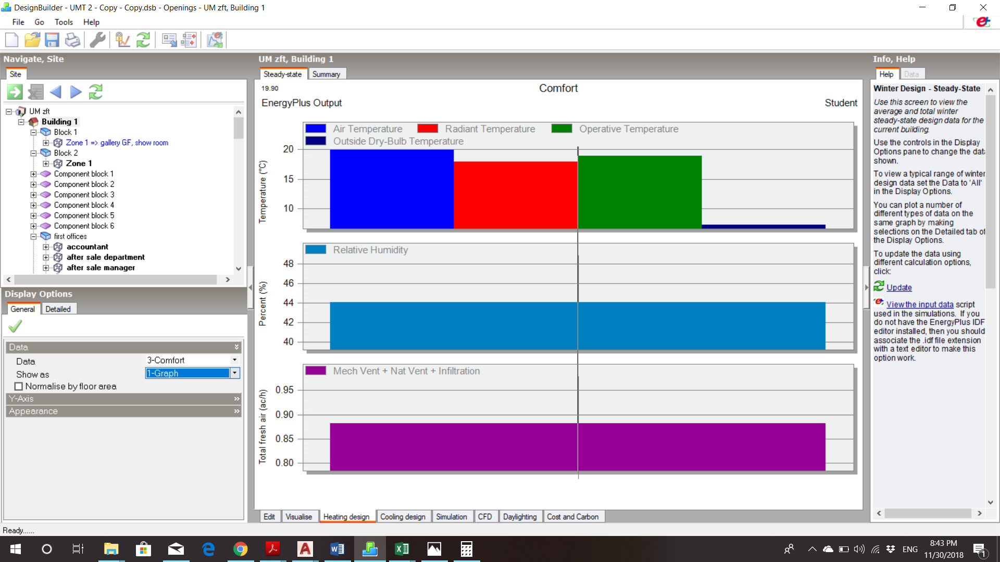 DesignBuilder - UMT 2 - Copy - Copy.dsb - Openings - UM zft, Building 1
File Go Tools Help
Navigate, Site
Site
UM zft
Building 1
Block 1
Zone 1 => gallery GF, show room
Block 2
Zone 1
Component block 1
Component block 2
Component block 3
Component block 4
Component block 5
Component block 6
first offices
accountant
after sale department
after sale manager
Display Options
General Detailed
Data
Data 3-Comfort
Show as 1-Graph
Normalise by floor area
Y-Axis
Appearance
UM zft, Building 1
Steady-state Summary
19.90 Comfort
EnergyPlus Output Student
Air Temperature Radiant Temperature Operative Temperature
Outside Dry-Bulb Temperature
Temperature (°C)
20
15
10
Relative Humidity
Percent (%)
48
46
44
42
40
Mech Vent + Nat Vent + Infiltration
Total fresh air (ac/h)
0.95
0.90
0.85
0.80
Edit Visualise Heating design Cooling design Simulation CFD Daylighting Cost and Carbon
Info, Help
Help Data
Winter Design - Steady-State
Use this screen to view the
average and total winter
steady-state design data for the
current building.
Use the controls in the Display
Options pane to change the data
shown.
To view a typical range of winter
design data set the Data to 'All'
in the Display Options.
You can plot a number of
different types of data on the
same graph by making
selections on the Detailed tab of
the Display Options.
To update the data using
different calculation options,
click:
Update
View the input data script
used in the simulations. If you
do not have the EnergyPlus IDF
editor installed, then you should
associate the .idf file extension
with a text editor to make this
option work.
Ready......
ENG
8:43 PM
11/30/2018
1